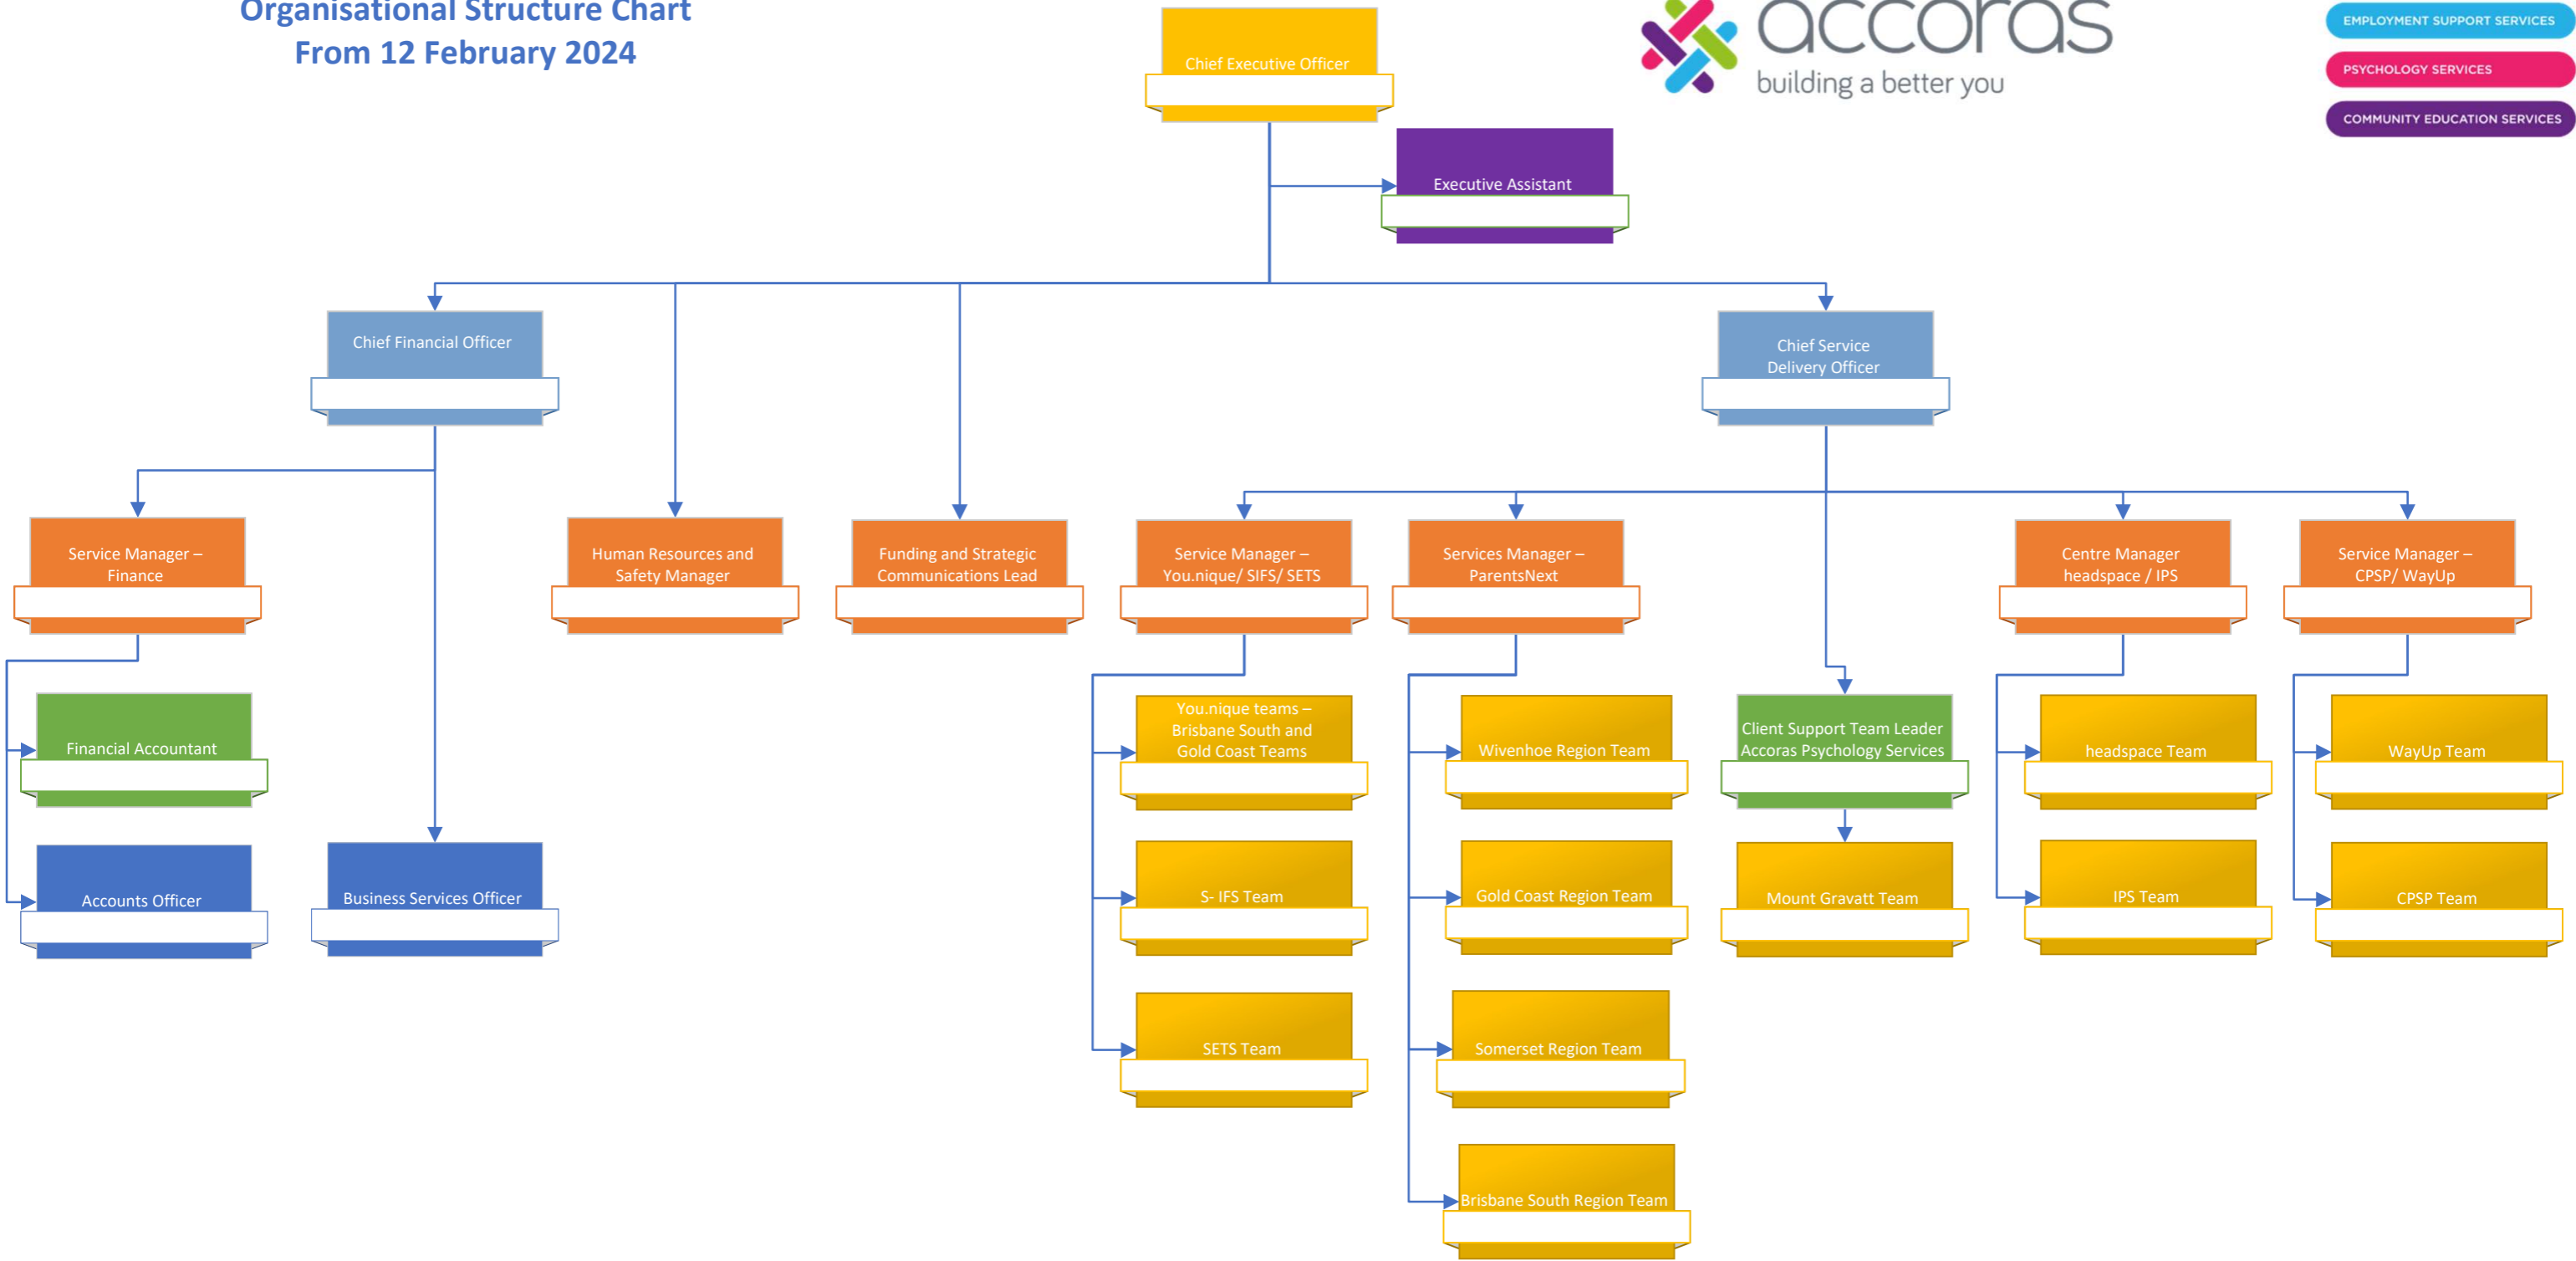 Organisational Structure Chart
From 12 February 2024
accoras
building a better you
EMPLOYMENT SUPPORT SERVICES
PSYCHOLOGY SERVICES
COMMUNITY EDUCATION SERVICES
Chief Executive Officer
Executive Assistant
Chief Financial Officer
Chief Service
Delivery Officer
Service Manager –
Finance
Human Resources and
Safety Manager
Funding and Strategic
Communications Lead
Service Manager –
You.nique/ SIFS/ SETS
Services Manager –
ParentsNext
Centre Manager
headspace / IPS
Service Manager –
CPSP/ WayUp
Financial Accountant
You.nique teams –
Brisbane South and
Gold Coast Teams
Wivenhoe Region Team
Client Support Team Leader
Accoras Psychology Services
headspace Team
WayUp Team
Accounts Officer
Business Services Officer
S- IFS Team
Gold Coast Region Team
Mount Gravatt Team
IPS Team
CPSP Team
SETS Team
Somerset Region Team
Brisbane South Region Team